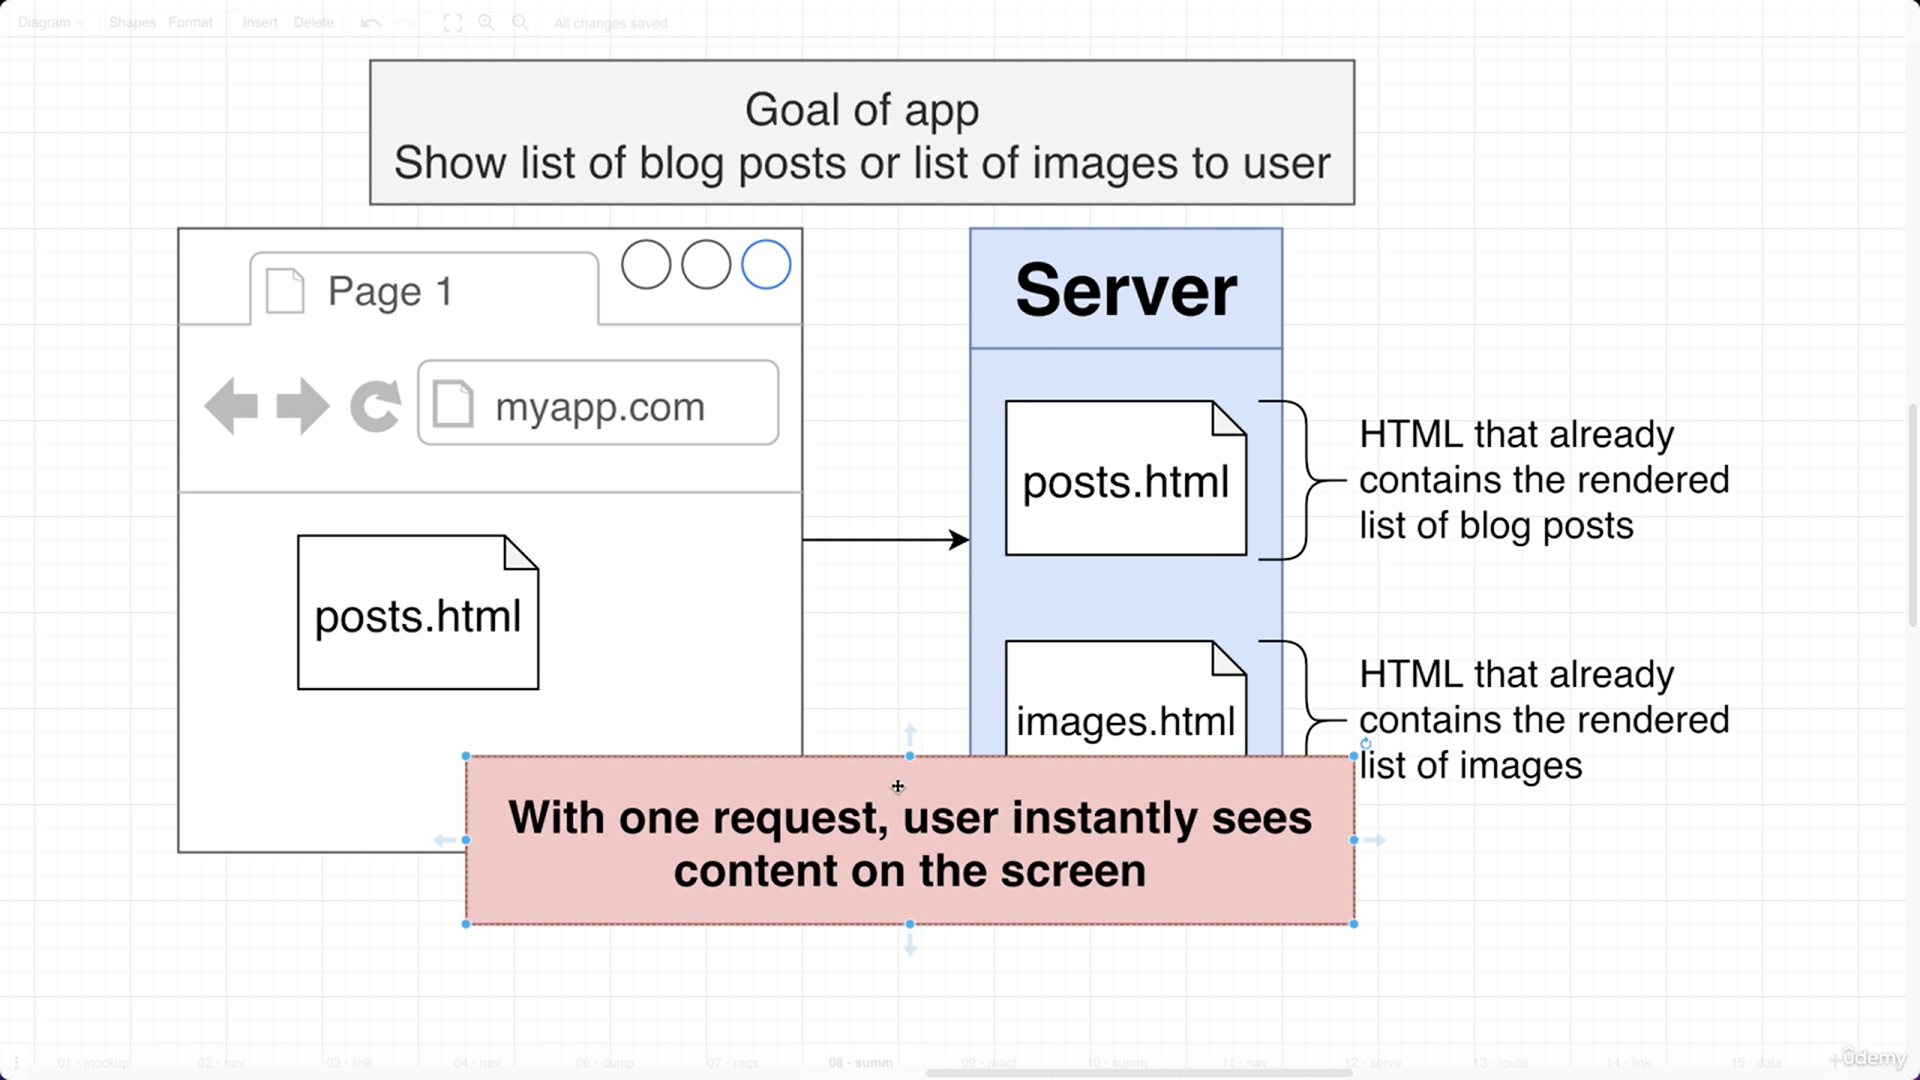 Diagram
Shapes
Format
Insert
Delete
All changes saved
Goal of app
Show list of blog posts or list of images to user
Page 1
myapp.com
posts.html
Server
posts.html
HTML that already
contains the rendered
list of blog posts
images.html
HTML that already
contains the rendered
list of images
With one request, user instantly sees
content on the screen
01 - mockup
02 - nav
03 - link
04 - nav
06 - dump
07 - reqs
08 - summ
09 - react
10 - summ
11 - nav
12 - serve
13 - route
14 - link
15 - data
ûdemy